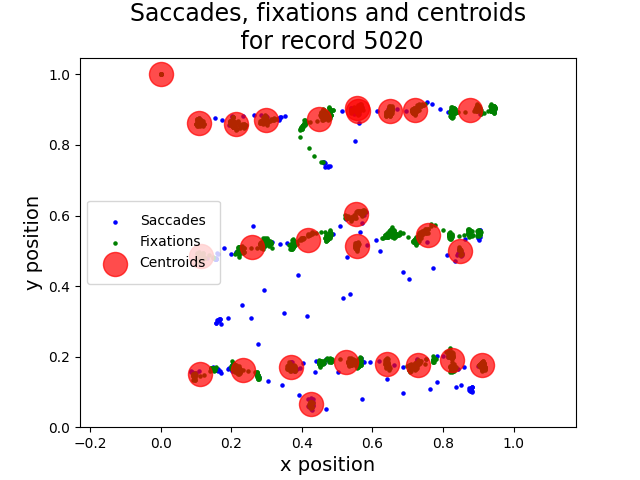 Saccades, fixations and centroids
for record 5020
y position
1.0
0.8
0.6
0.4
0.2
0.0
Saccades
Fixations
Centroids
−0.2
0.0
0.2
0.4
0.6
0.8
1.0
x position